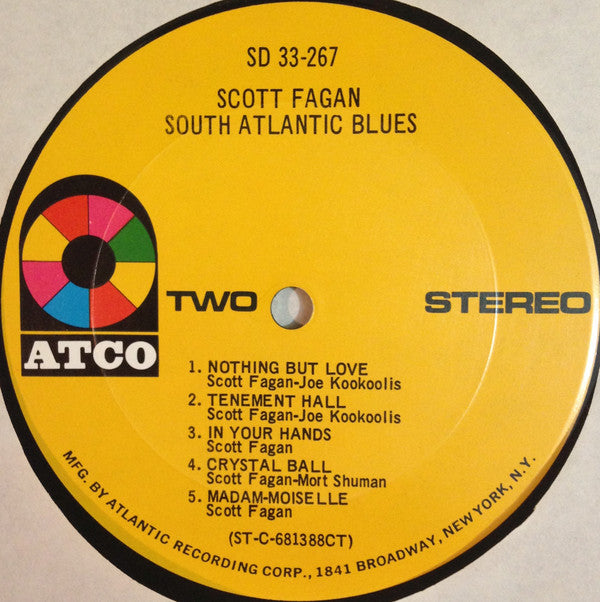 SD 33-267
SCOTT FAGAN
SOUTH ATLANTIC BLUES
ATCO
TWO
STEREO
1. NOTHING BUT LOVE
Scott Fagan-Joe Kookoolis
2. TENEMENT HALL
Scott Fagan-Joe Kookoolis
3. IN YOUR HANDS
Scott Fagan
4. CRYSTAL BALL
Scott Fagan-Mort Shuman
5. MADAM-MOISELLE
Scott Fagan
(ST-C-681388CT)
MFG. BY ATLANTIC RECORDING CORP., 1841 BROADWAY, NEW YORK, N.Y.